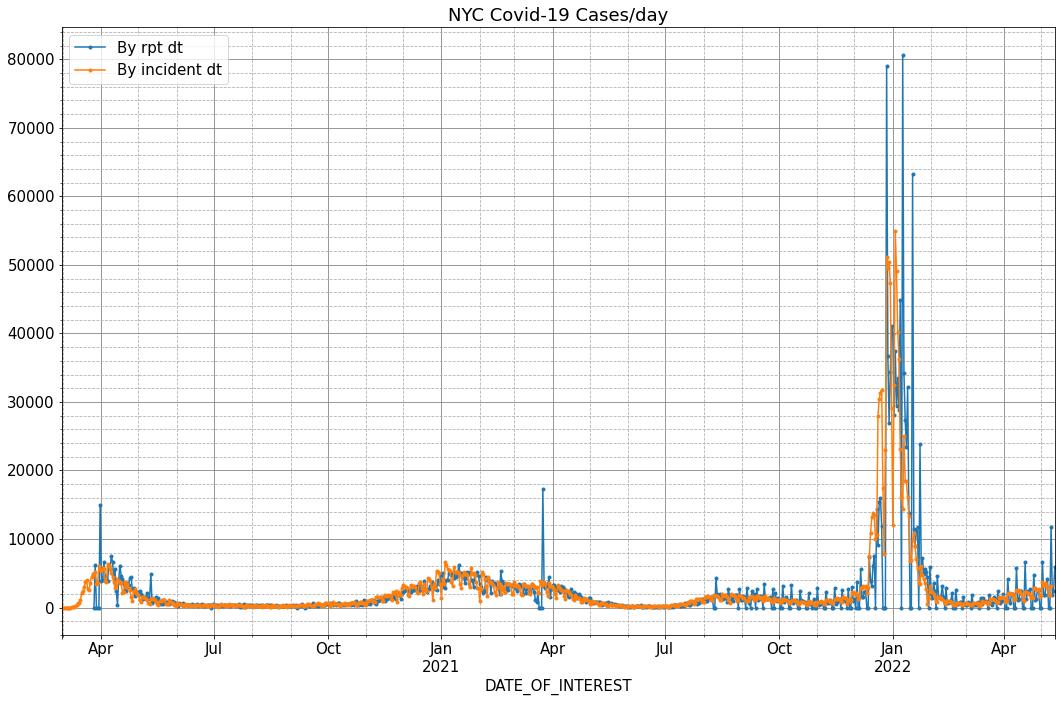 NYC Covid-19 Cases/day
By rpt dt
By incident dt
80000
70000
60000
50000
40000
30000
20000
10000
0
Apr Jul Oct Jan Apr Jul Oct Jan Apr
2021 2022
DATE_OF_INTEREST